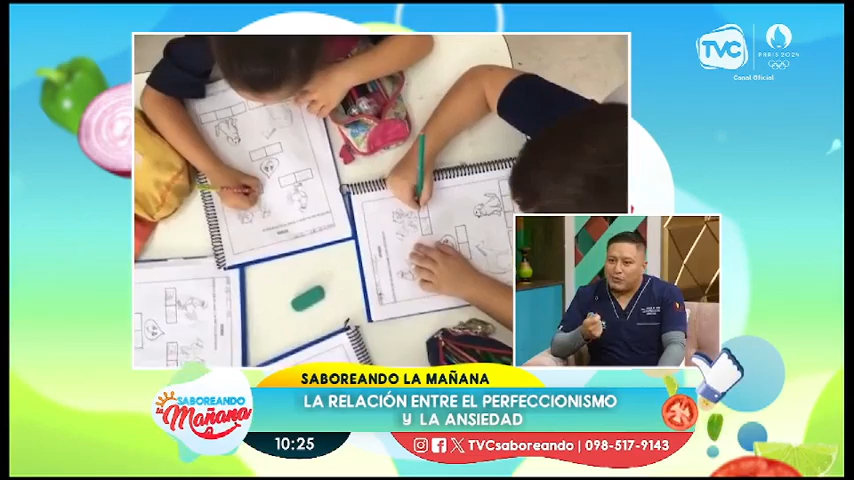 TVC
PARIS 2024
Canal Oficial
SABOREANDO LA MAÑANA
SABOREANDO
la Mañana
LA RELACIÓN ENTRE EL PERFECCIONISMO
Y LA ANSIEDAD
10:25
TVCsaboreando | 098-517-9143